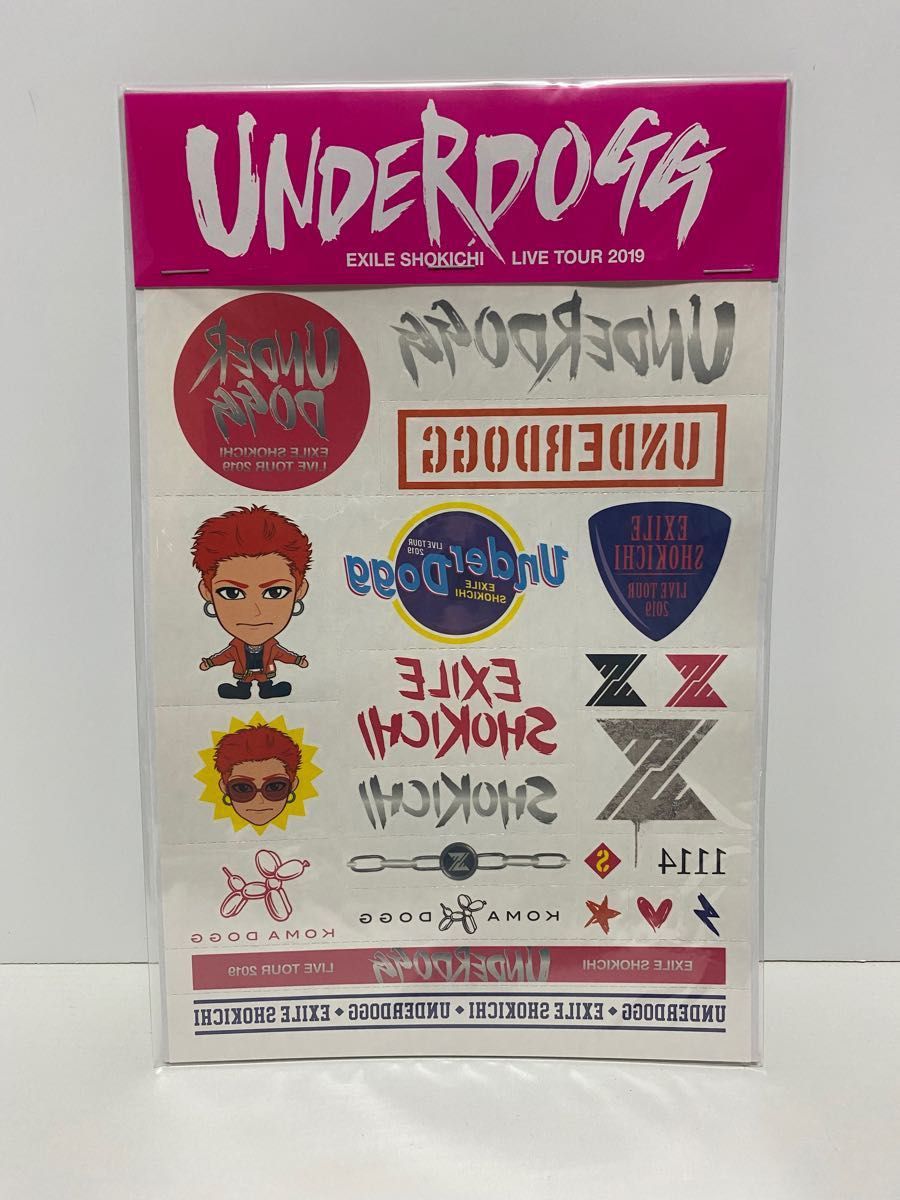 UNDERDOGG
EXILE SHOKICHI LIVE TOUR 2019
UNDER
DOGG
EXILE SHOKICHI
LIVE TOUR 2019
UNDERDOGG
UNDERDOGG
LIVE TOUR
2019
UnderDogg
EXILE
SHOKICHI
EXILE
SHOKICHI
LIVE TOUR
2019
EXILE
SHOKICHI
SHOKICHI
S
1114
KOMA DOGG
KOMA DOGG
EXILE SHOKICHI UNDERDOGG LIVE TOUR 2019
UNDERDOGG ◆ EXILE SHOKICHI ◆ UNDERDOGG ◆ UNDERDOGG ◆ EXILE SHOKICHI